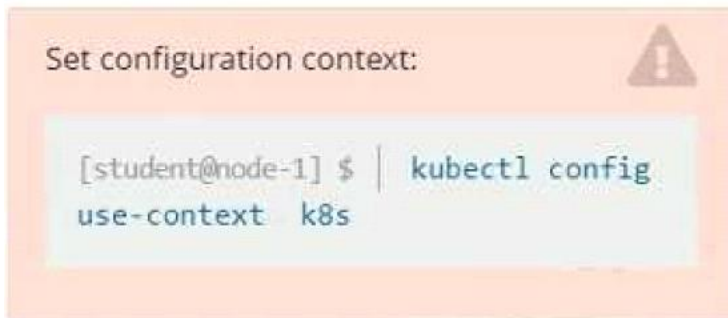 Set configuration context:
[student@node-1] $ | kubectl config
use-context k8s